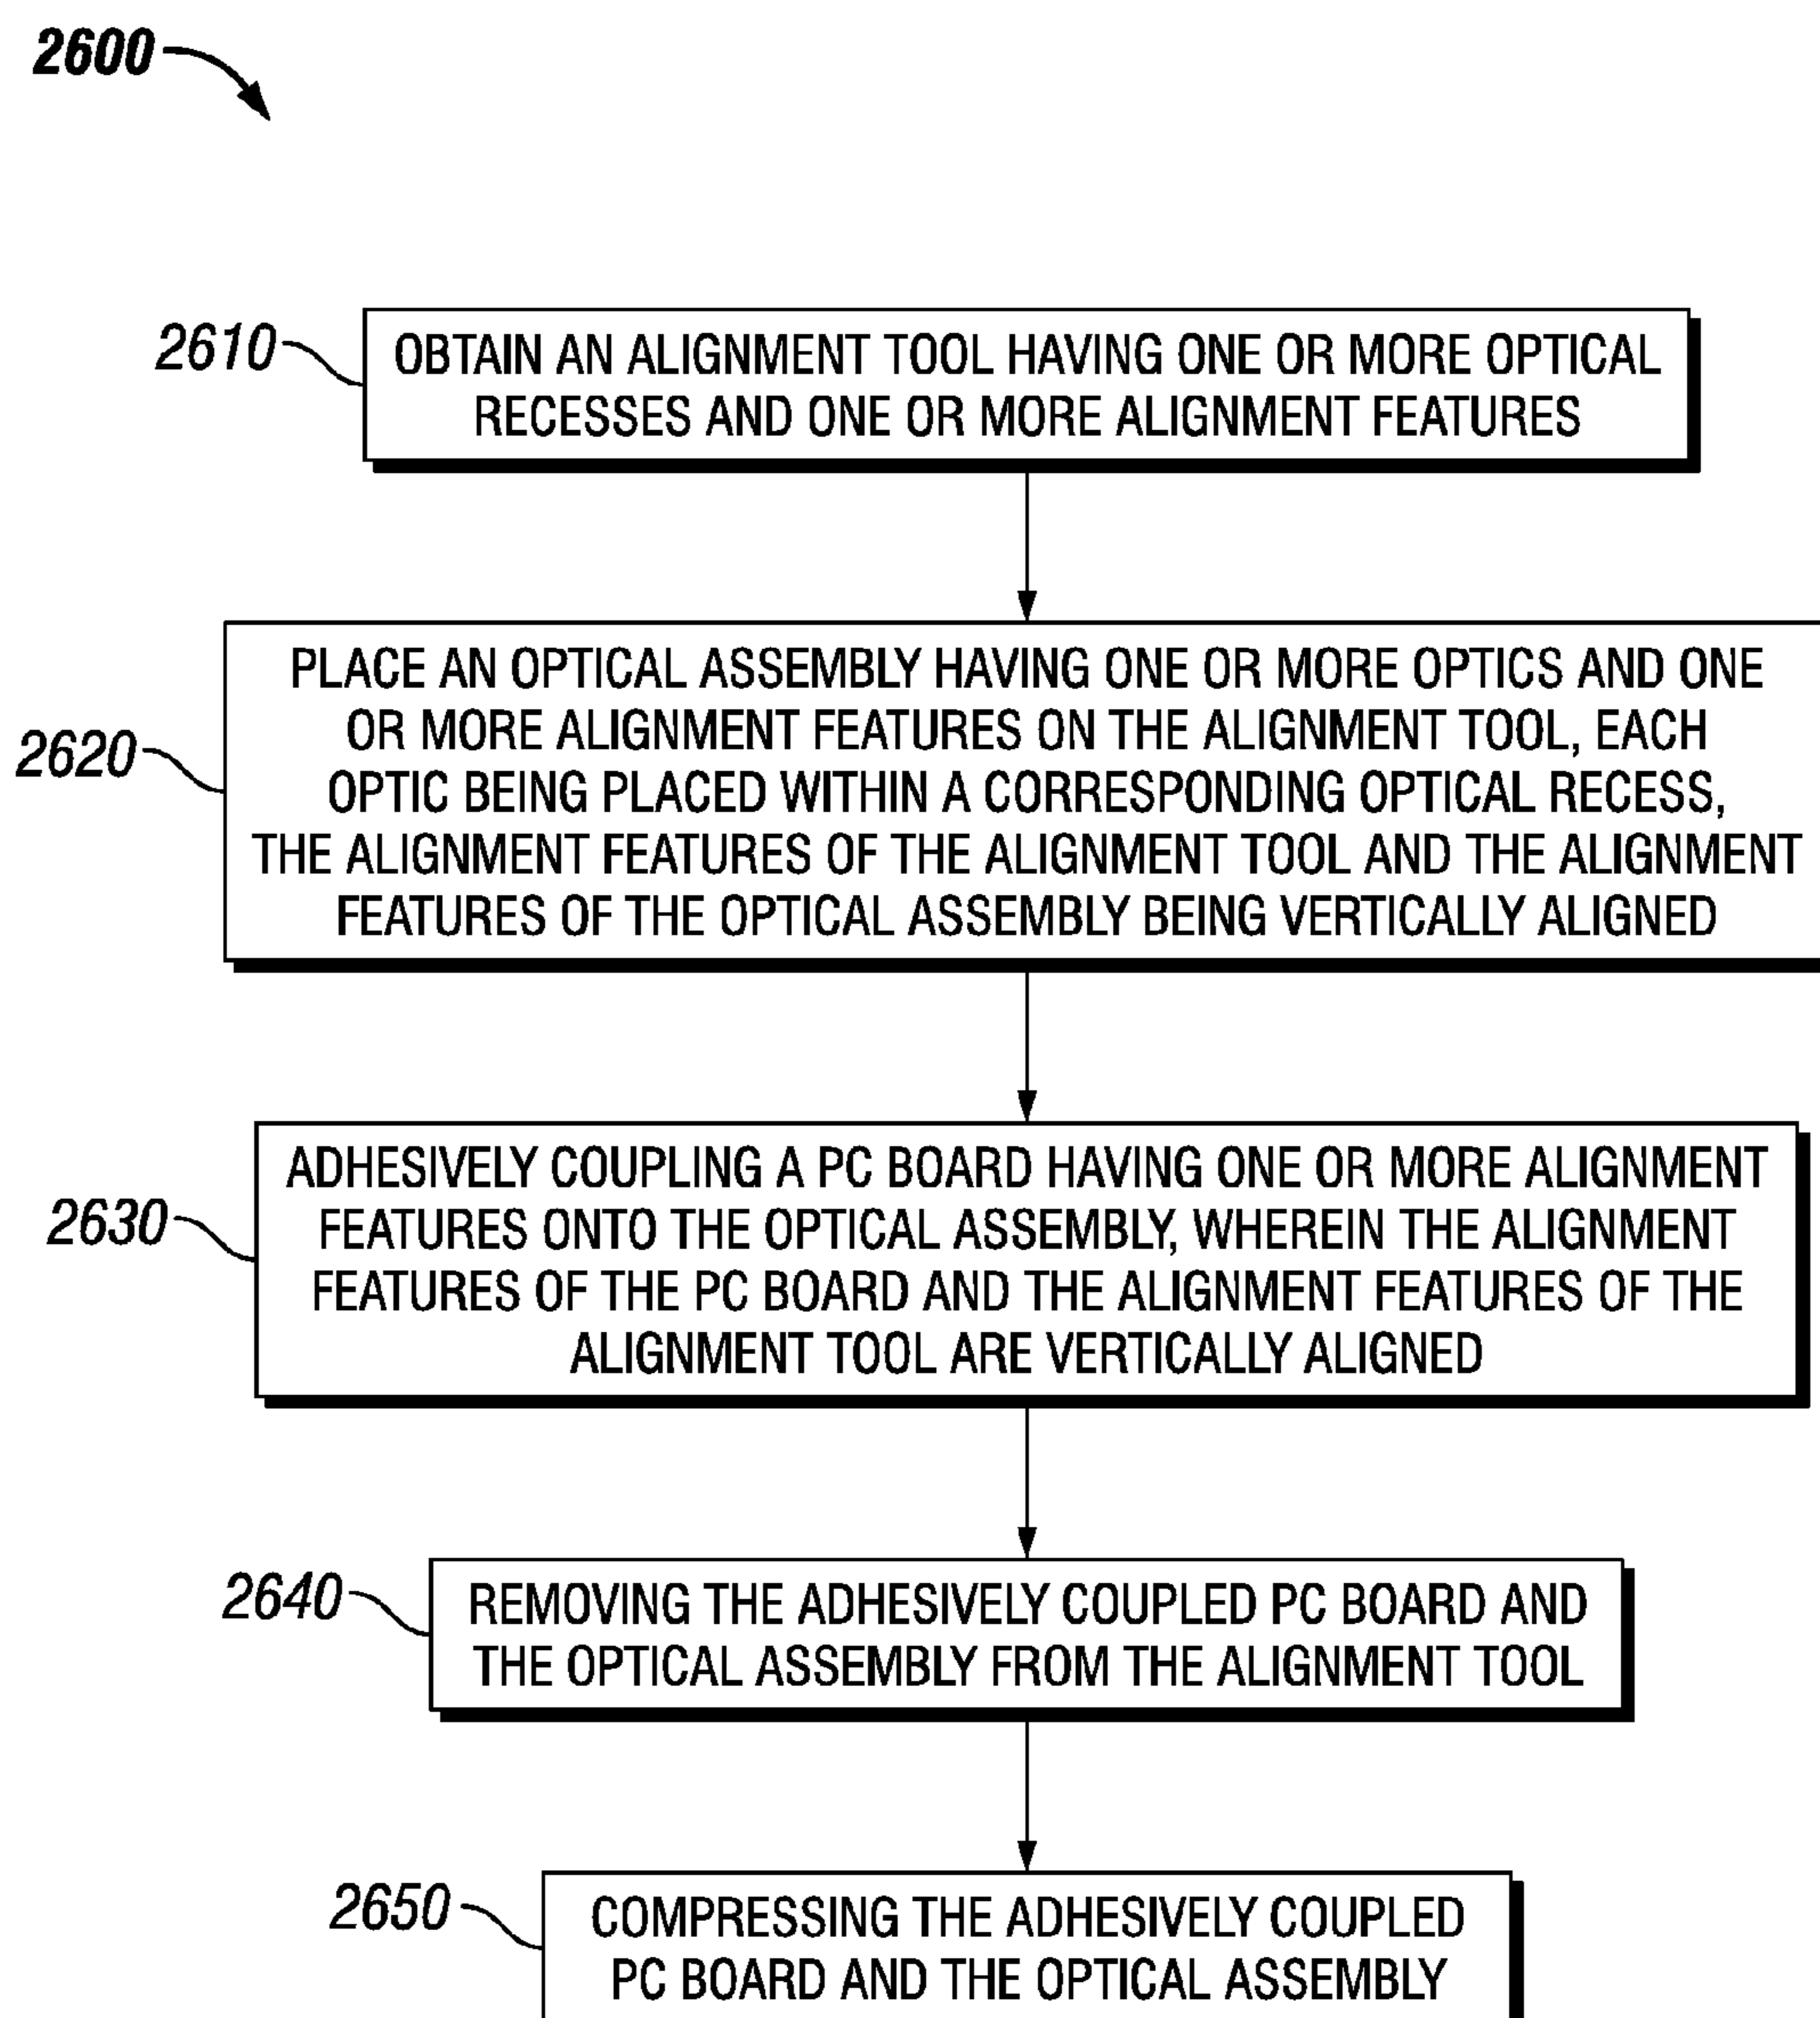 2600
2610
OBTAIN AN ALIGNMENT TOOL HAVING ONE OR MORE OPTICAL
RECESSES AND ONE OR MORE ALIGNMENT FEATURES
2620
PLACE AN OPTICAL ASSEMBLY HAVING ONE OR MORE OPTICS AND ONE
OR MORE ALIGNMENT FEATURES ON THE ALIGNMENT TOOL, EACH
OPTIC BEING PLACED WITHIN A CORRESPONDING OPTICAL RECESS,
THE ALIGNMENT FEATURES OF THE ALIGNMENT TOOL AND THE ALIGNMENT
FEATURES OF THE OPTICAL ASSEMBLY BEING VERTICALLY ALIGNED
2630
ADHESIVELY COUPLING A PC BOARD HAVING ONE OR MORE ALIGNMENT
FEATURES ONTO THE OPTICAL ASSEMBLY, WHEREIN THE ALIGNMENT
FEATURES OF THE PC BOARD AND THE ALIGNMENT FEATURES OF THE
ALIGNMENT TOOL ARE VERTICALLY ALIGNED
2640
REMOVING THE ADHESIVELY COUPLED PC BOARD AND
THE OPTICAL ASSEMBLY FROM THE ALIGNMENT TOOL
2650
COMPRESSING THE ADHESIVELY COUPLED
PC BOARD AND THE OPTICAL ASSEMBLY